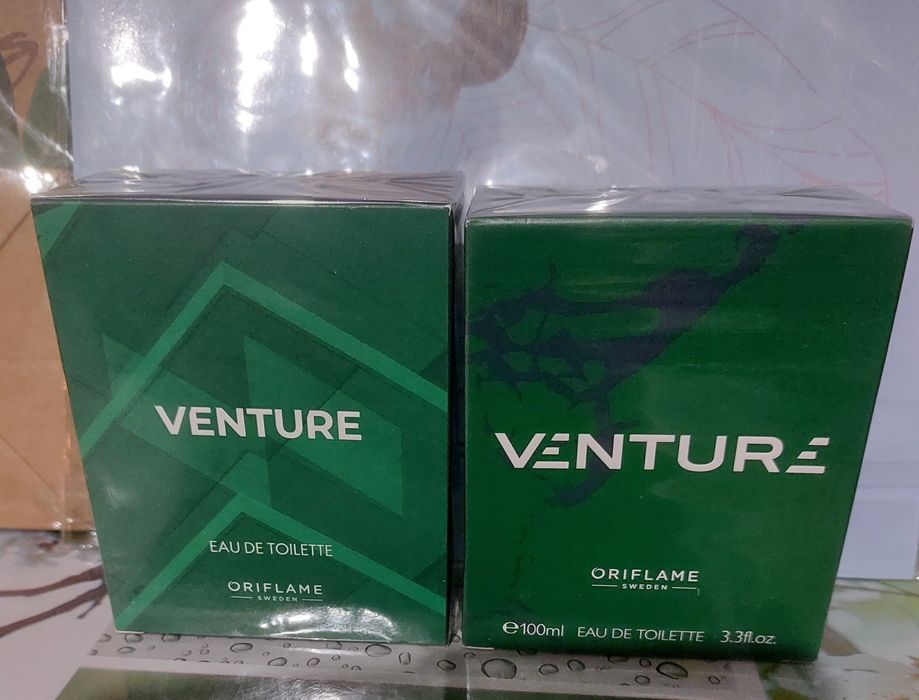 VENTURE
EAU DE TOILETTE
ORIFLAME
SWEDEN
VENTURE
ORIFLAME
SWEDEN
℮100ml EAU DE TOILETTE 3.3fl.oz.